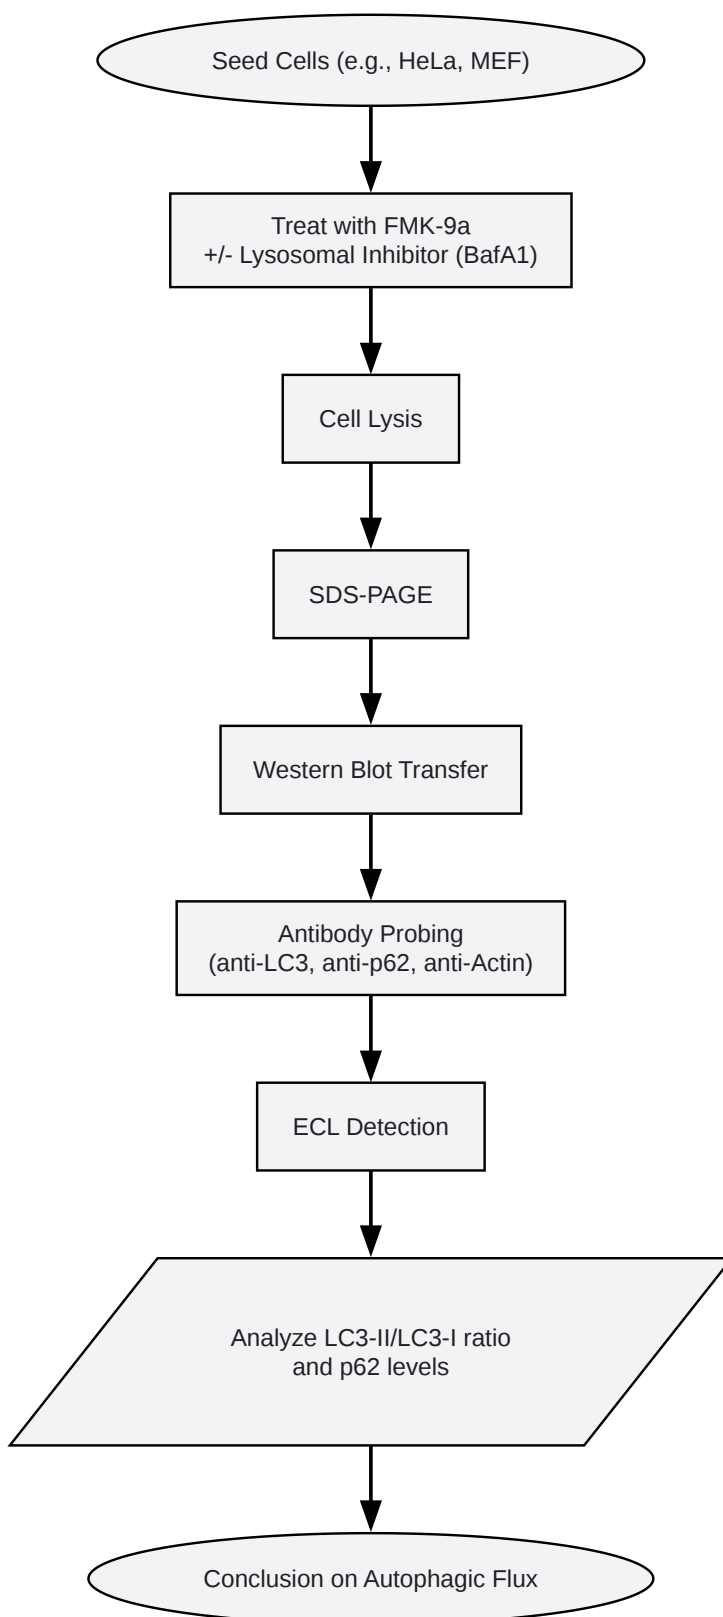 Seed Cells (e.g., HeLa, MEF)
Treat with FMK-9a
+/- Lysosomal Inhibitor (BafA1)
Cell Lysis
SDS-PAGE
Western Blot Transfer
Antibody Probing
(anti-LC3, anti-p62, anti-Actin)
ECL Detection
Analyze LC3-II/LC3-I ratio
and p62 levels
Conclusion on Autophagic Flux